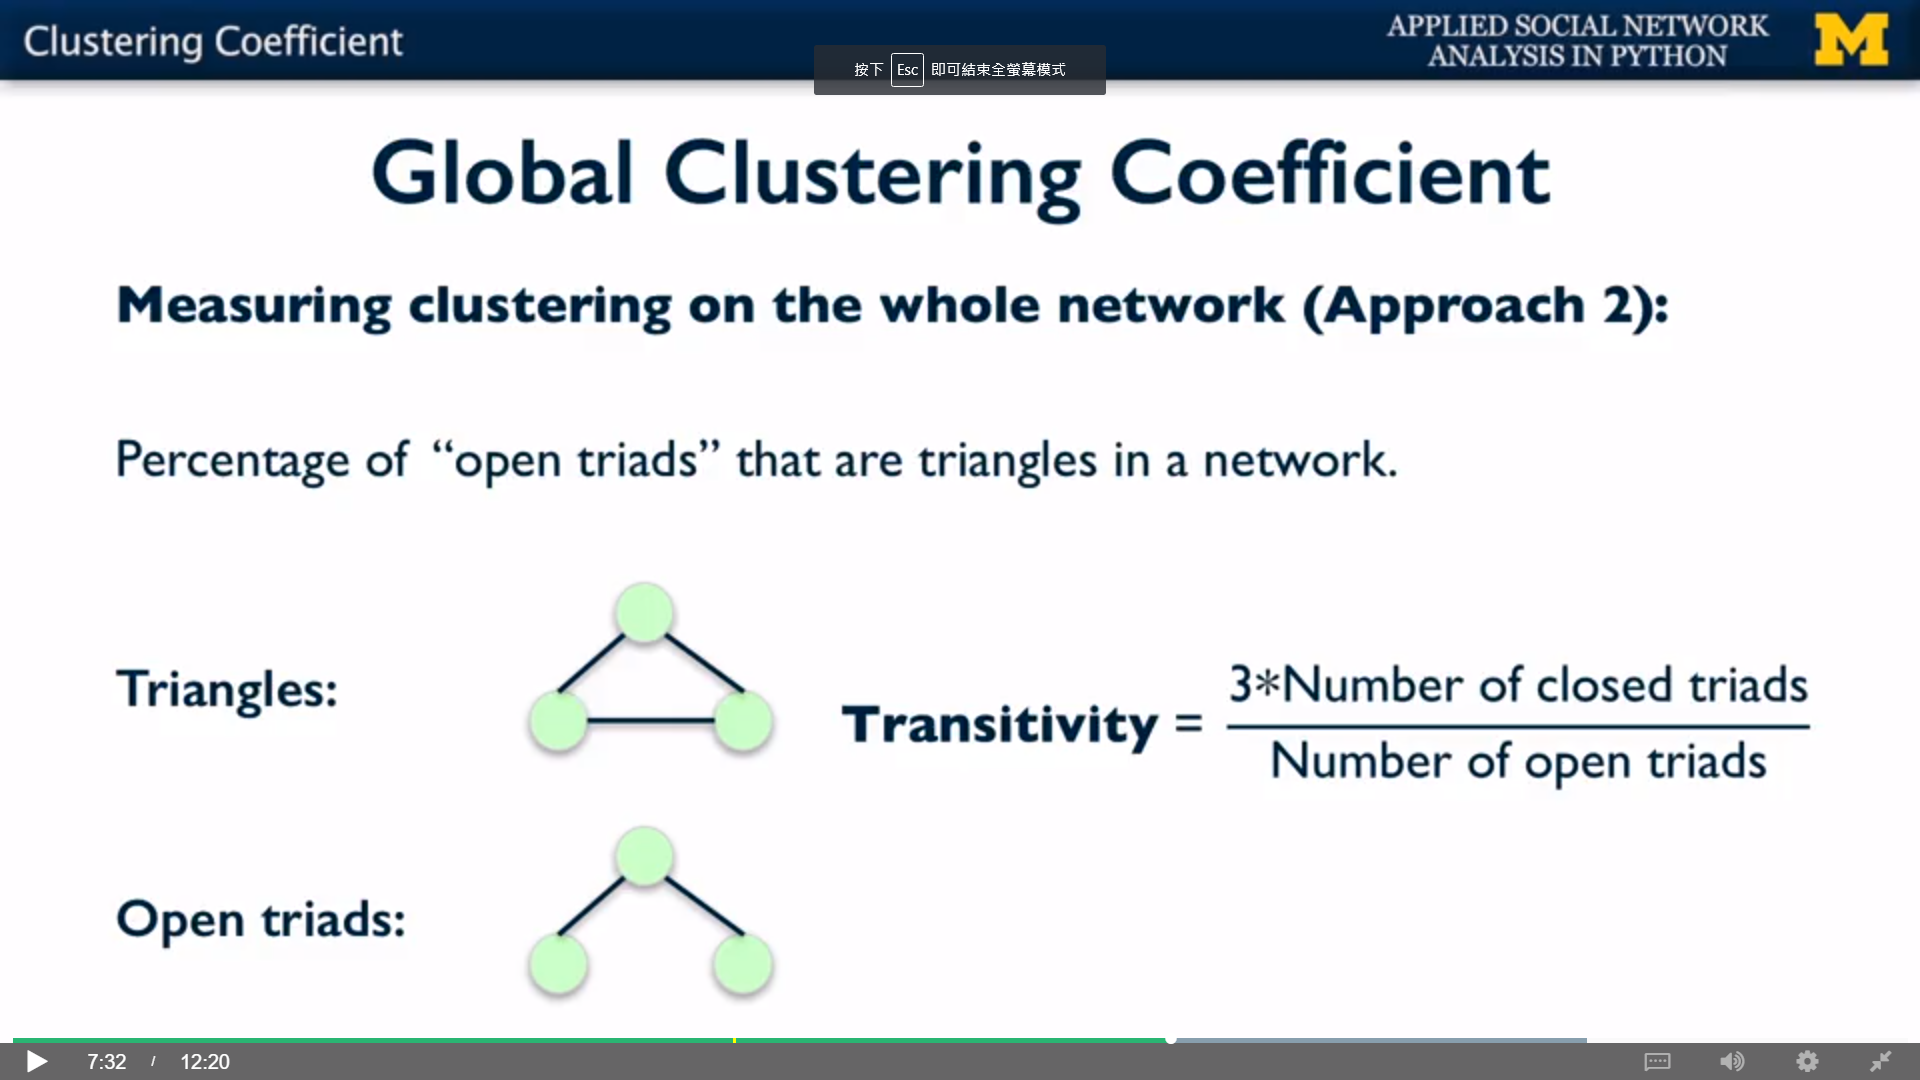 Clustering Coefficient
APPLIED SOCIAL NETWORK
ANALYSIS IN PYTHON
M
按下 Esc 即可結束全螢幕模式
Global Clustering Coefficient
Measuring clustering on the whole network (Approach 2):
Percentage of “open triads” that are triangles in a network.
Triangles:
Transitivity =
3*Number of closed triads
Number of open triads
Open triads:
7:32 / 12:20